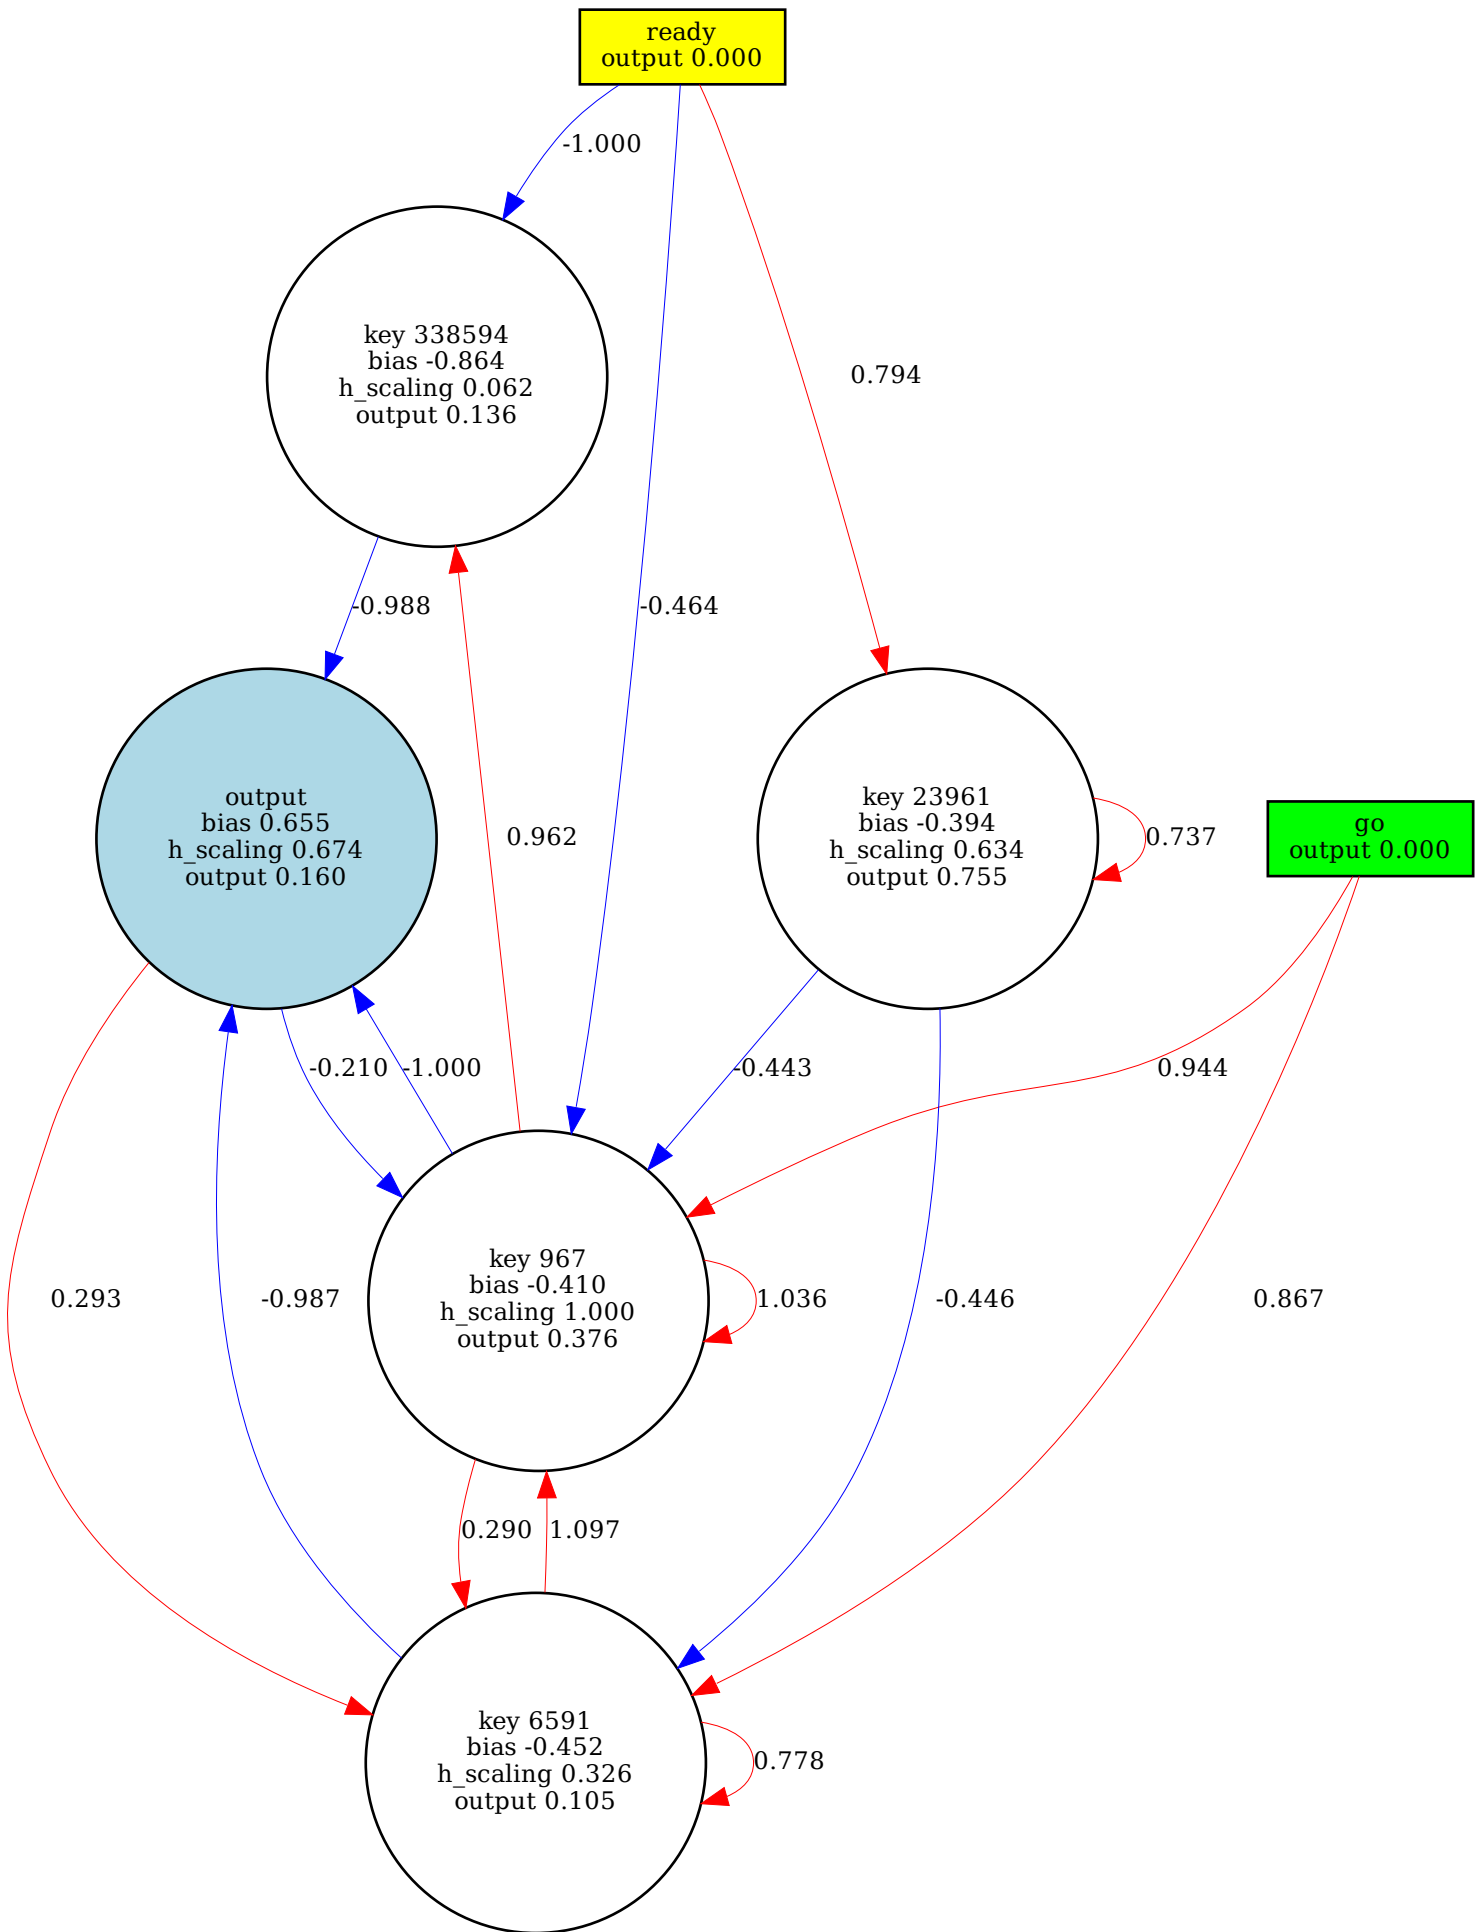 ready
output 0.000
-1.000
key 338594
bias -0.864
h_scaling 0.062
output 0.136
0.794
-0.988
-0.464
output
bias 0.655
h_scaling 0.674
output 0.160
0.962
key 23961
bias -0.394
h_scaling 0.634
output 0.755
0.737
go
output 0.000
-0.210
-1.000
-0.443
0.944
0.293
-0.987
key 967
bias -0.410
h_scaling 1.000
output 0.376
1.036
-0.446
0.867
0.290
1.097
key 6591
bias -0.452
h_scaling 0.326
output 0.105
0.778